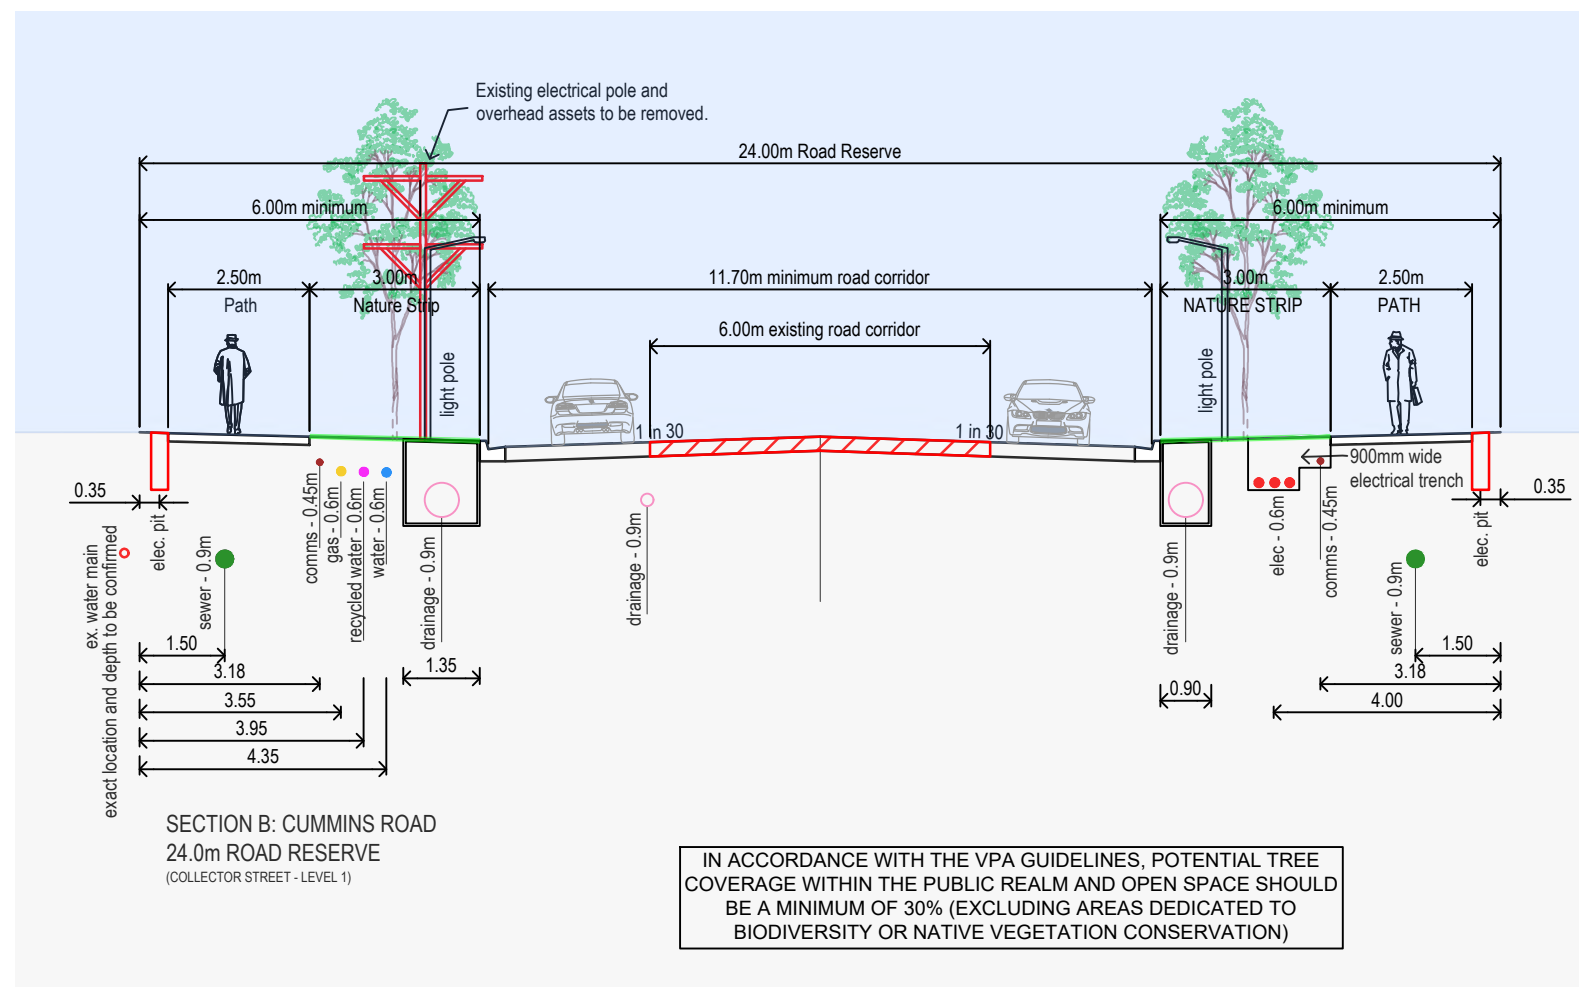 Existing electrical pole and
overhead assets to be removed.
24.00m Road Reserve
6.00m minimum
6.00m minimum
2.50m
Path
3.00m
Nature Strip
11.70m minimum road corridor
3.00m
NATURE STRIP
2.50m
PATH
6.00m existing road corridor
light pole
light pole
1 in 30
1 in 30
900mm wide
electrical trench
0.35
0.35
elec. pit
ex. water main
exact location and depth to be confirmed
sewer - 0.9m
comms - 0.45m
gas - 0.6m
recycled water - 0.6m
water - 0.6m
drainage - 0.9m
drainage - 0.9m
drainage - 0.9m
elec - 0.6m
comms - 0.45m
sewer - 0.9m
elec. pit
1.50
3.18
3.55
3.95
4.35
1.35
0.90
1.50
3.18
4.00
SECTION B: CUMMINS ROAD
24.0m ROAD RESERVE
(COLLECTOR STREET - LEVEL 1)
IN ACCORDANCE WITH THE VPA GUIDELINES, POTENTIAL TREE
COVERAGE WITHIN THE PUBLIC REALM AND OPEN SPACE SHOULD
BE A MINIMUM OF 30% (EXCLUDING AREAS DEDICATED TO
BIODIVERSITY OR NATIVE VEGETATION CONSERVATION)